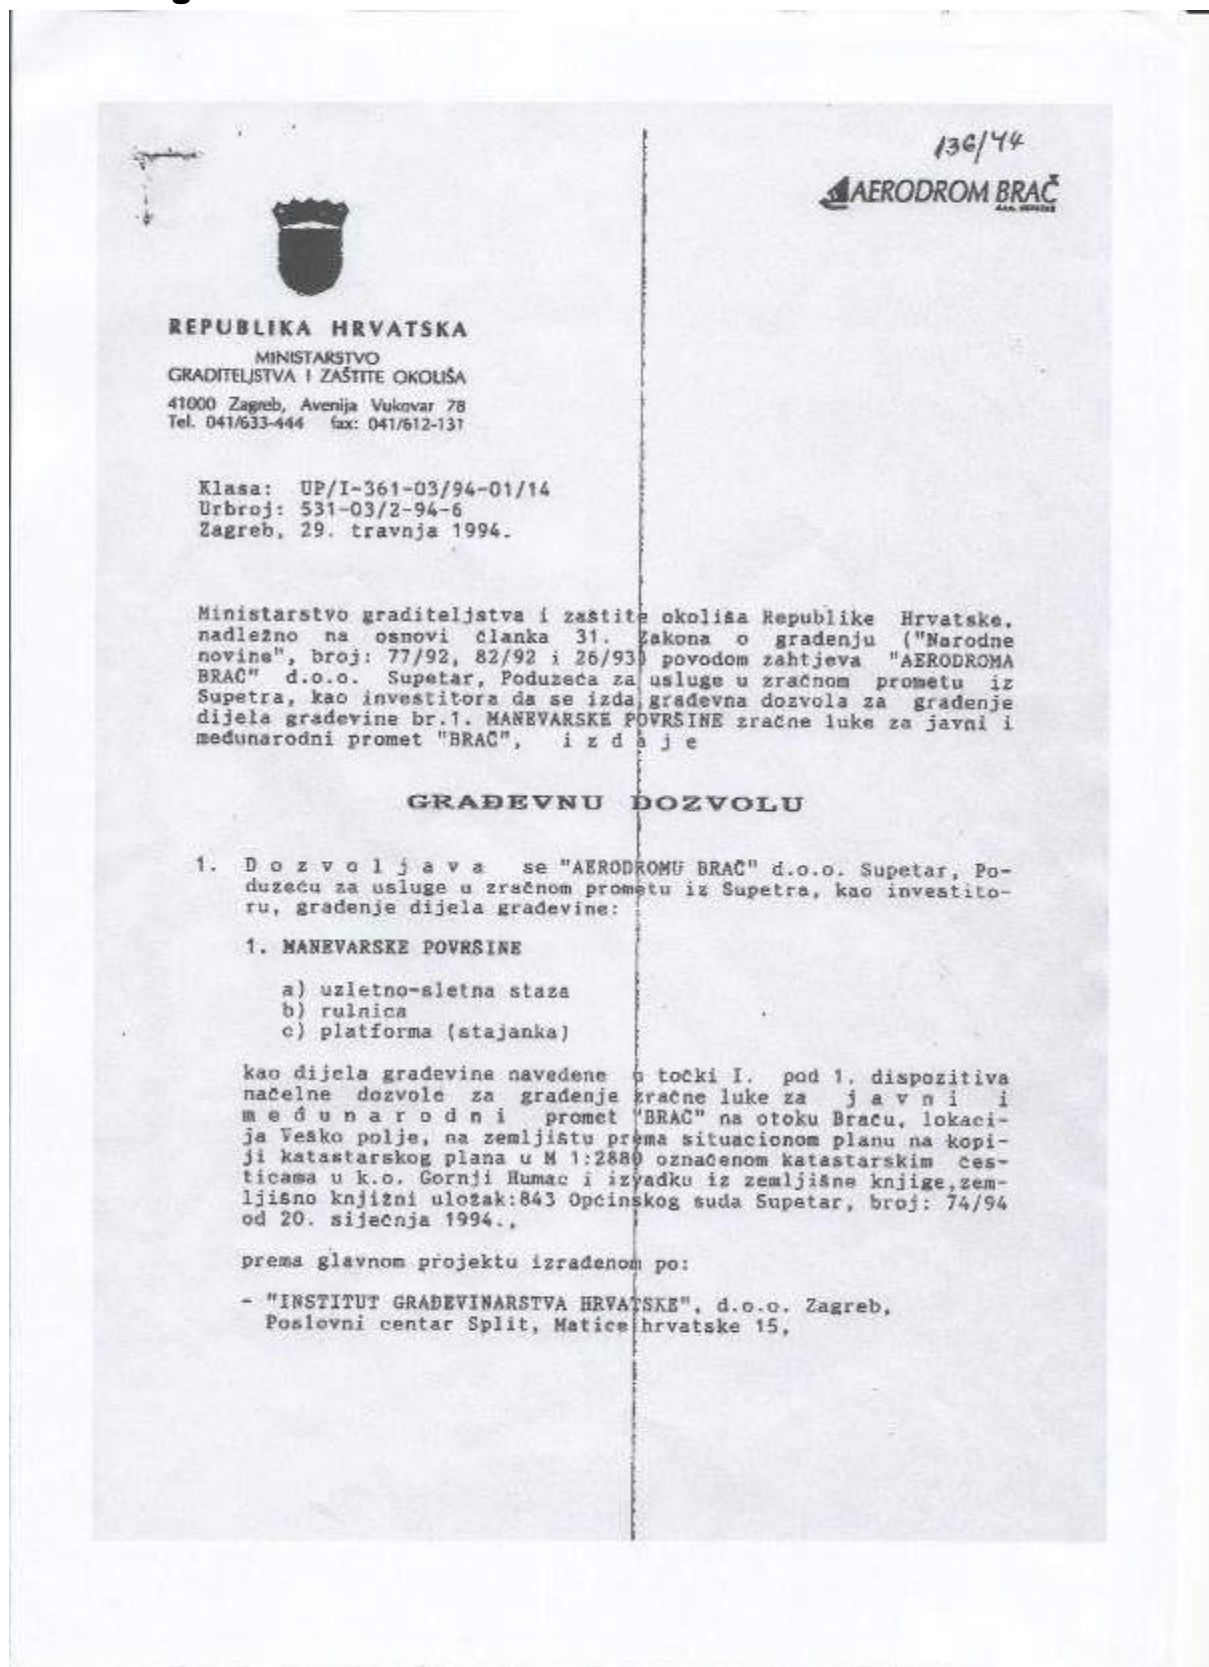 136/44
AERODROM BRAČ
REPUBLIKA HRVATSKA
MINISTARSTVO
GRADITELJSTVA I ZAŠTITE OKOLIŠA
41000 Zagreb, Avenija Vukovar 78
Tel. 041/633-444 fax: 041/612-131
Klasa: UP/I-361-03/94-01/14
Urbroj: 531-03/2-94-6
Zagreb, 29. travnja 1994.
Ministarstvo graditeljstva i zaštite okoliša Republike Hrvatske,
nadležno na osnovi članka 31. Zakona o građenju ("Narodne
novine", broj: 77/92, 82/92 i 26/93) povodom zahtjeva "AERODROMA
BRAČ" d.o.o. Supetar, Poduzeća za usluge u zračnom prometu iz
Supetra, kao investitora da se izda građevna dozvola za građenje
dijela građevine br.1. MANEVARSKE POVRŠINE zračne luke za javni i
međunarodni promet "BRAČ", i z d a j e
GRAĐEVNU DOZVOLU
1. D o z v o l j a v a se "AERODROMU BRAČ" d.o.o. Supetar, Po-
duzeću za usluge u zračnom prometu iz Supetra, kao investito-
ru, građenje dijela građevine:
1. MANEVARSKE POVRŠINE
a) uzletno-sletna staza
b) rulnica
c) platforma (stajanka)
kao dijela građevine navedene u točki I. pod 1. dispozitiva
načelne dozvole za građenje zračne luke za j a v n i i
m e đ u n a r o d n i promet "BRAČ" na otoku Braču, lokaci-
ja Veško polje, na zemljištu prema situacionom planu na kopi-
ji katastarskog plana u M 1:2880 označenom katastarskim čes-
ticama u k.o. Gornji Humac i izvadku iz zemljišne knjige,zem-
ljišno knjižni uložak:843 Općinskog suda Supetar, broj: 74/94
od 20. siječnja 1994.,
prema glavnom projektu izrađenom po:
- "INSTITUT GRAĐEVINARSTVA HRVATSKE", d.o.o. Zagreb,
Poslovni centar Split, Matice hrvatske 15,